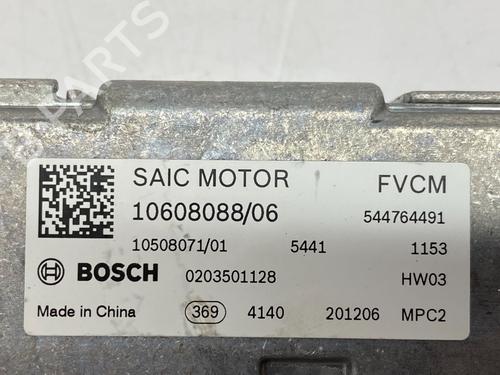 SAIC MOTOR FVCM
10608088/06 544764491
10508071/01 5441 1153
BOSCH 0203501128 HW03
Made in China 369 4140 201206 MPC2